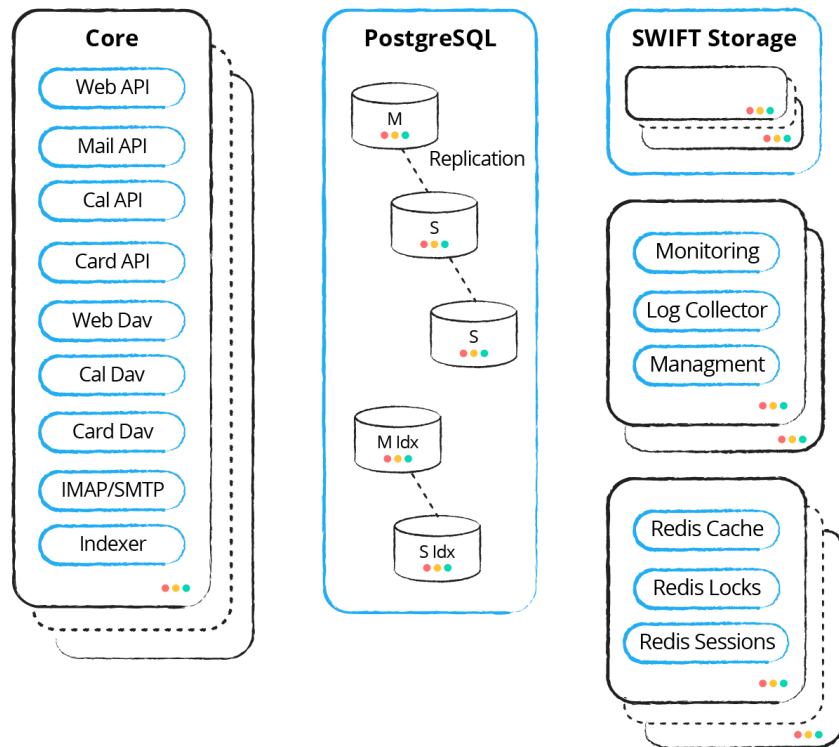 Core
Web API
Mail API
Cal API
Card API
Web Dav
Cal Dav
Card Dav
IMAP/SMTP
Indexer
PostgreSQL
M
Replication
S
S
M Idx
S Idx
SWIFT Storage
Monitoring
Log Collector
Managment
Redis Cache
Redis Locks
Redis Sessions